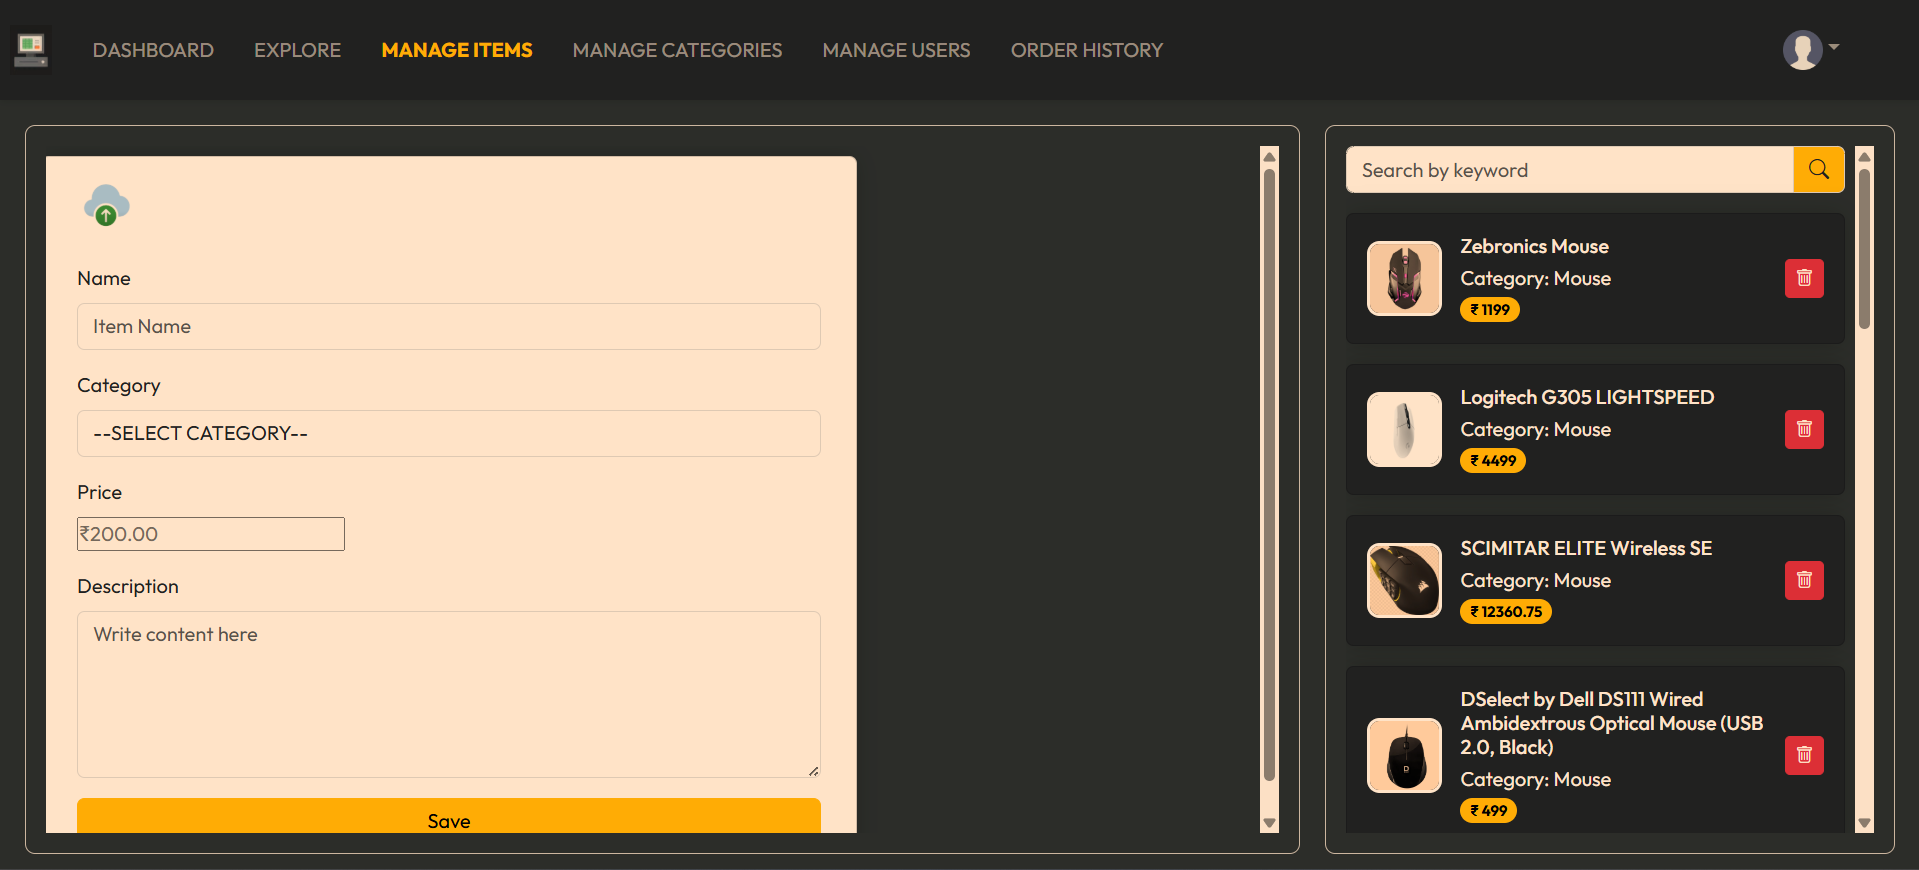 DASHBOARD
EXPLORE
MANAGE ITEMS
MANAGE CATEGORIES
MANAGE USERS
ORDER HISTORY
Name
Item Name
Category
--SELECT CATEGORY--
Price
₹200.00
Description
Write content here
Save
Search by keyword
Zebronics Mouse
Category: Mouse
₹ 1199
Logitech G305 LIGHTSPEED
Category: Mouse
₹ 4499
SCIMITAR ELITE Wireless SE
Category: Mouse
₹ 12360.75
DSelect by Dell DS111 Wired
Ambidextrous Optical Mouse (USB
2.0, Black)
Category: Mouse
₹ 499